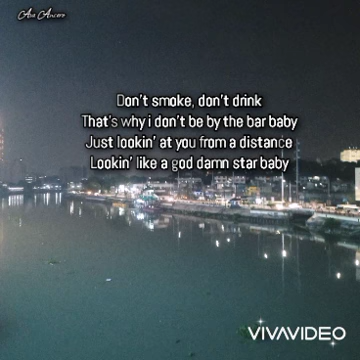 Don't smoke, don't drink
That's why i don't be by the bar baby
Just lookin' at you from a distance
Lookin' like a god damn star baby
VIVAVIDEO